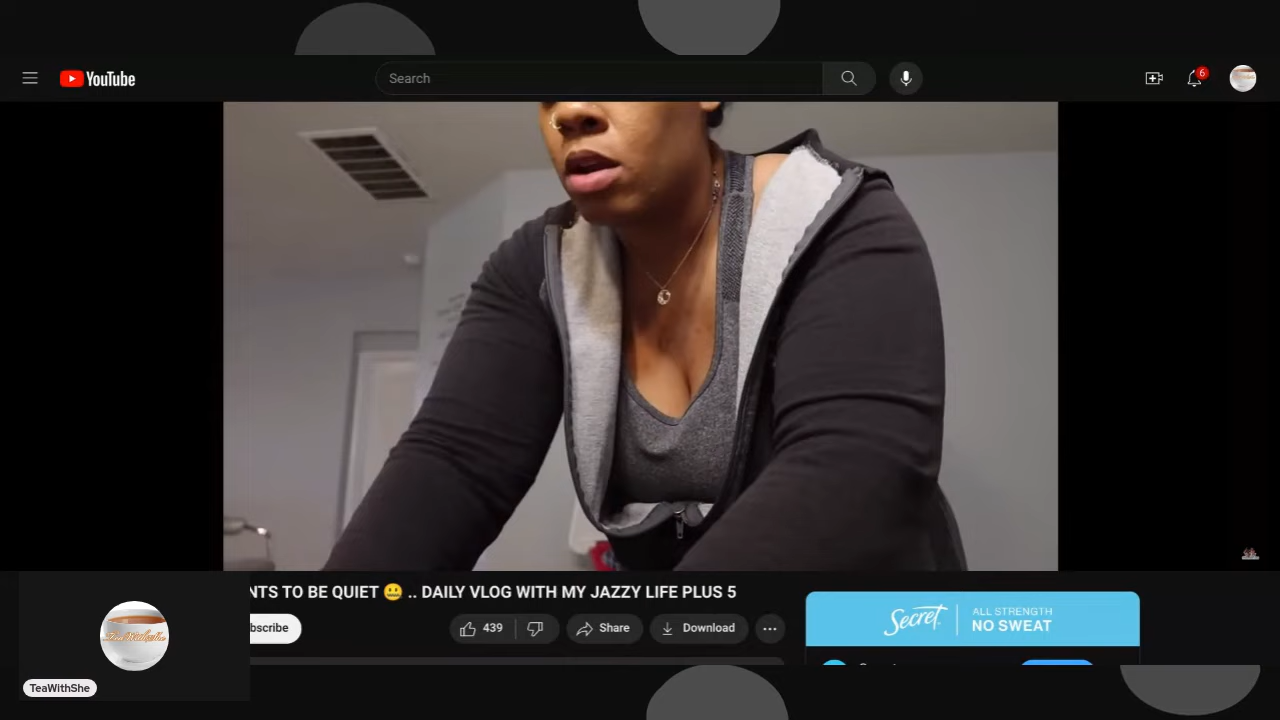 YouTube
Search
6
NTS TO BE QUIET 🤐 .. DAILY VLOG WITH MY JAZZY LIFE PLUS 5
bscribe
439
Share
Download
Secret
ALL STRENGTH
NO SWEAT
TeaWithShe
TeaWithShe